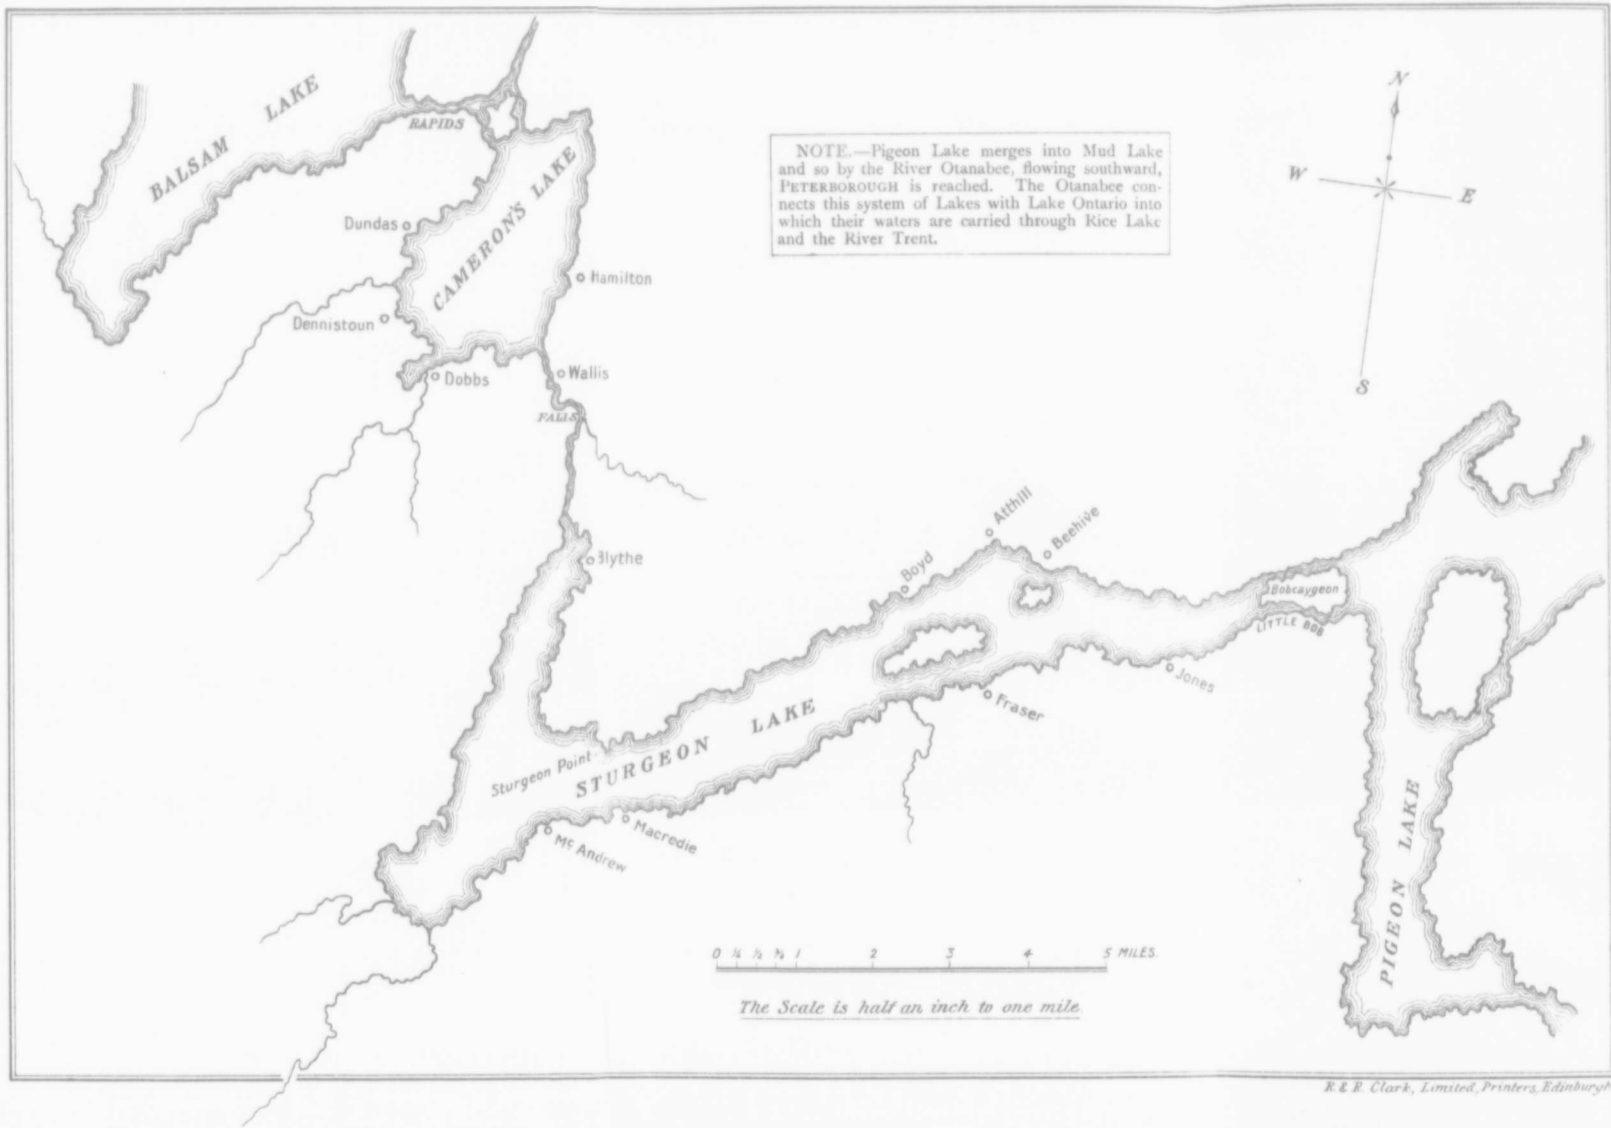 BALSAM LAKE
RAPIDS
CAMERON'S LAKE
Dundas
Hamilton
Dennistoun
Dobbs
Wallis
FALLS
Blythe
NOTE.—Pigeon Lake merges into Mud Lake
and so by the River Otanabee, flowing southward,
PETERBOROUGH is reached. The Otanabee con-
nects this system of Lakes with Lake Ontario into
which their waters are carried through Rice Lake
and the River Trent.
N
W
E
S
Atthill
Beehive
Boyd
Bobcaygeon
LITTLE BOB
Jones
Fraser
STURGEON LAKE
Sturgeon Point
Macredie
Mc Andrew
PIGEON LAKE
0 ¼ ½ ¾ 1 2 3 4 5 MILES.
The Scale is half an inch to one mile
R & R. Clark, Limited, Printers, Edinburgh